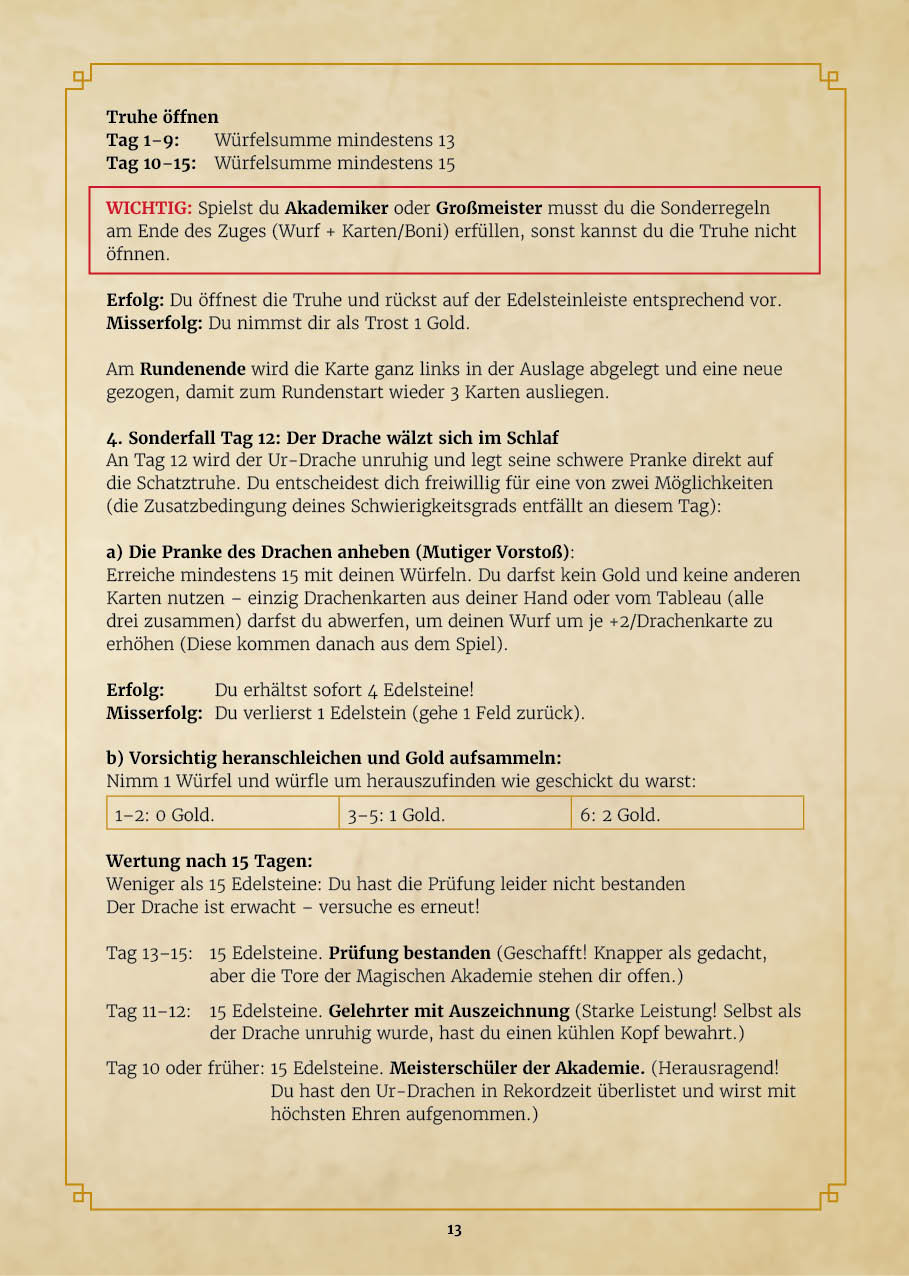 Truhe öffnen
Tag 1–9: Würfelsumme mindestens 13
Tag 10–15: Würfelsumme mindestens 15
WICHTIG: Spielst du Akademiker oder Großmeister musst du die Sonderregeln
am Ende des Zuges (Wurf + Karten/Boni) erfüllen, sonst kannst du die Truhe nicht
öfnnen.
Erfolg: Du öffnest die Truhe und rückst auf der Edelsteinleiste entsprechend vor.
Misserfolg: Du nimmst dir als Trost 1 Gold.
Am Rundenende wird die Karte ganz links in der Auslage abgelegt und eine neue
gezogen, damit zum Rundenstart wieder 3 Karten ausliegen.
4. Sonderfall Tag 12: Der Drache wälzt sich im Schlaf
An Tag 12 wird der Ur-Drache unruhig und legt seine schwere Pranke direkt auf
die Schatztruhe. Du entscheidest dich freiwillig für eine von zwei Möglichkeiten
(die Zusatzbedingung deines Schwierigkeitsgrads entfällt an diesem Tag):
a) Die Pranke des Drachen anheben (Mutiger Vorstoß):
Erreiche mindestens 15 mit deinen Würfeln. Du darfst kein Gold und keine anderen
Karten nutzen – einzig Drachenkarten aus deiner Hand oder vom Tableau (alle
drei zusammen) darfst du abwerfen, um deinen Wurf um je +2/Drachenkarte zu
erhöhen (Diese kommen danach aus dem Spiel).
Erfolg: Du erhältst sofort 4 Edelsteine!
Misserfolg: Du verlierst 1 Edelstein (gehe 1 Feld zurück).
b) Vorsichtig heranschleichen und Gold aufsammeln:
Nimm 1 Würfel und würfle um herauszufinden wie geschickt du warst:
1–2: 0 Gold. 3–5: 1 Gold. 6: 2 Gold.
Wertung nach 15 Tagen:
Weniger als 15 Edelsteine: Du hast die Prüfung leider nicht bestanden
Der Drache ist erwacht – versuche es erneut!
Tag 13–15: 15 Edelsteine. Prüfung bestanden (Geschafft! Knapper als gedacht,
aber die Tore der Magischen Akademie stehen dir offen.)
Tag 11–12: 15 Edelsteine. Gelehrter mit Auszeichnung (Starke Leistung! Selbst als
der Drache unruhig wurde, hast du einen kühlen Kopf bewahrt.)
Tag 10 oder früher: 15 Edelsteine. Meisterschüler der Akademie. (Herausragend!
Du hast den Ur-Drachen in Rekordzeit überlistet und wirst mit
höchsten Ehren aufgenommen.)
13